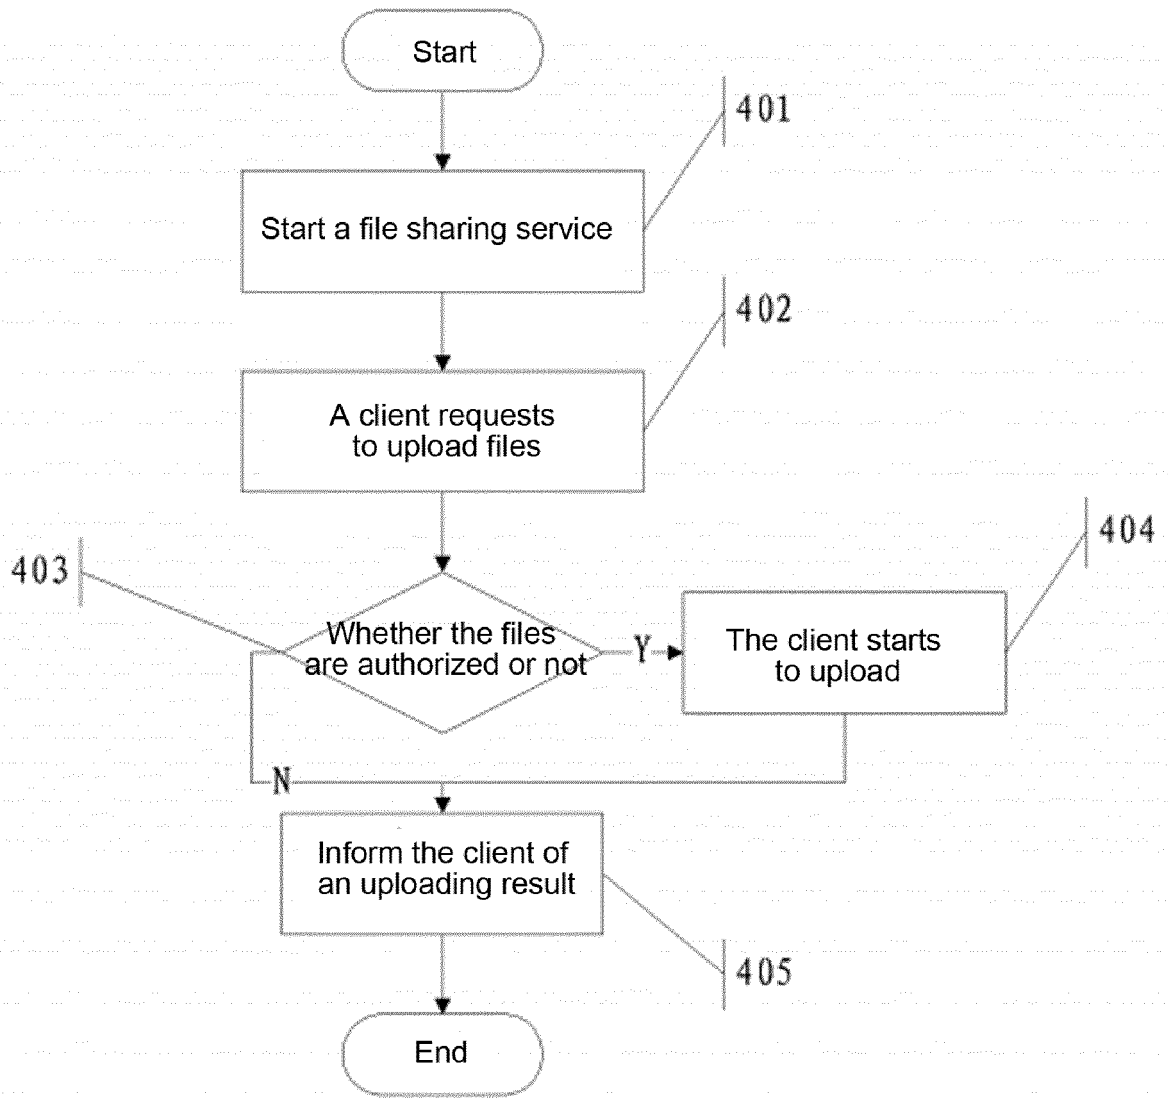 Start
401
Start a file sharing service
402
A client requests
to upload files
404
403
Whether the files
are authorized or not
Y
The client starts
to upload
N
Inform the client of
an uploading result
405
End